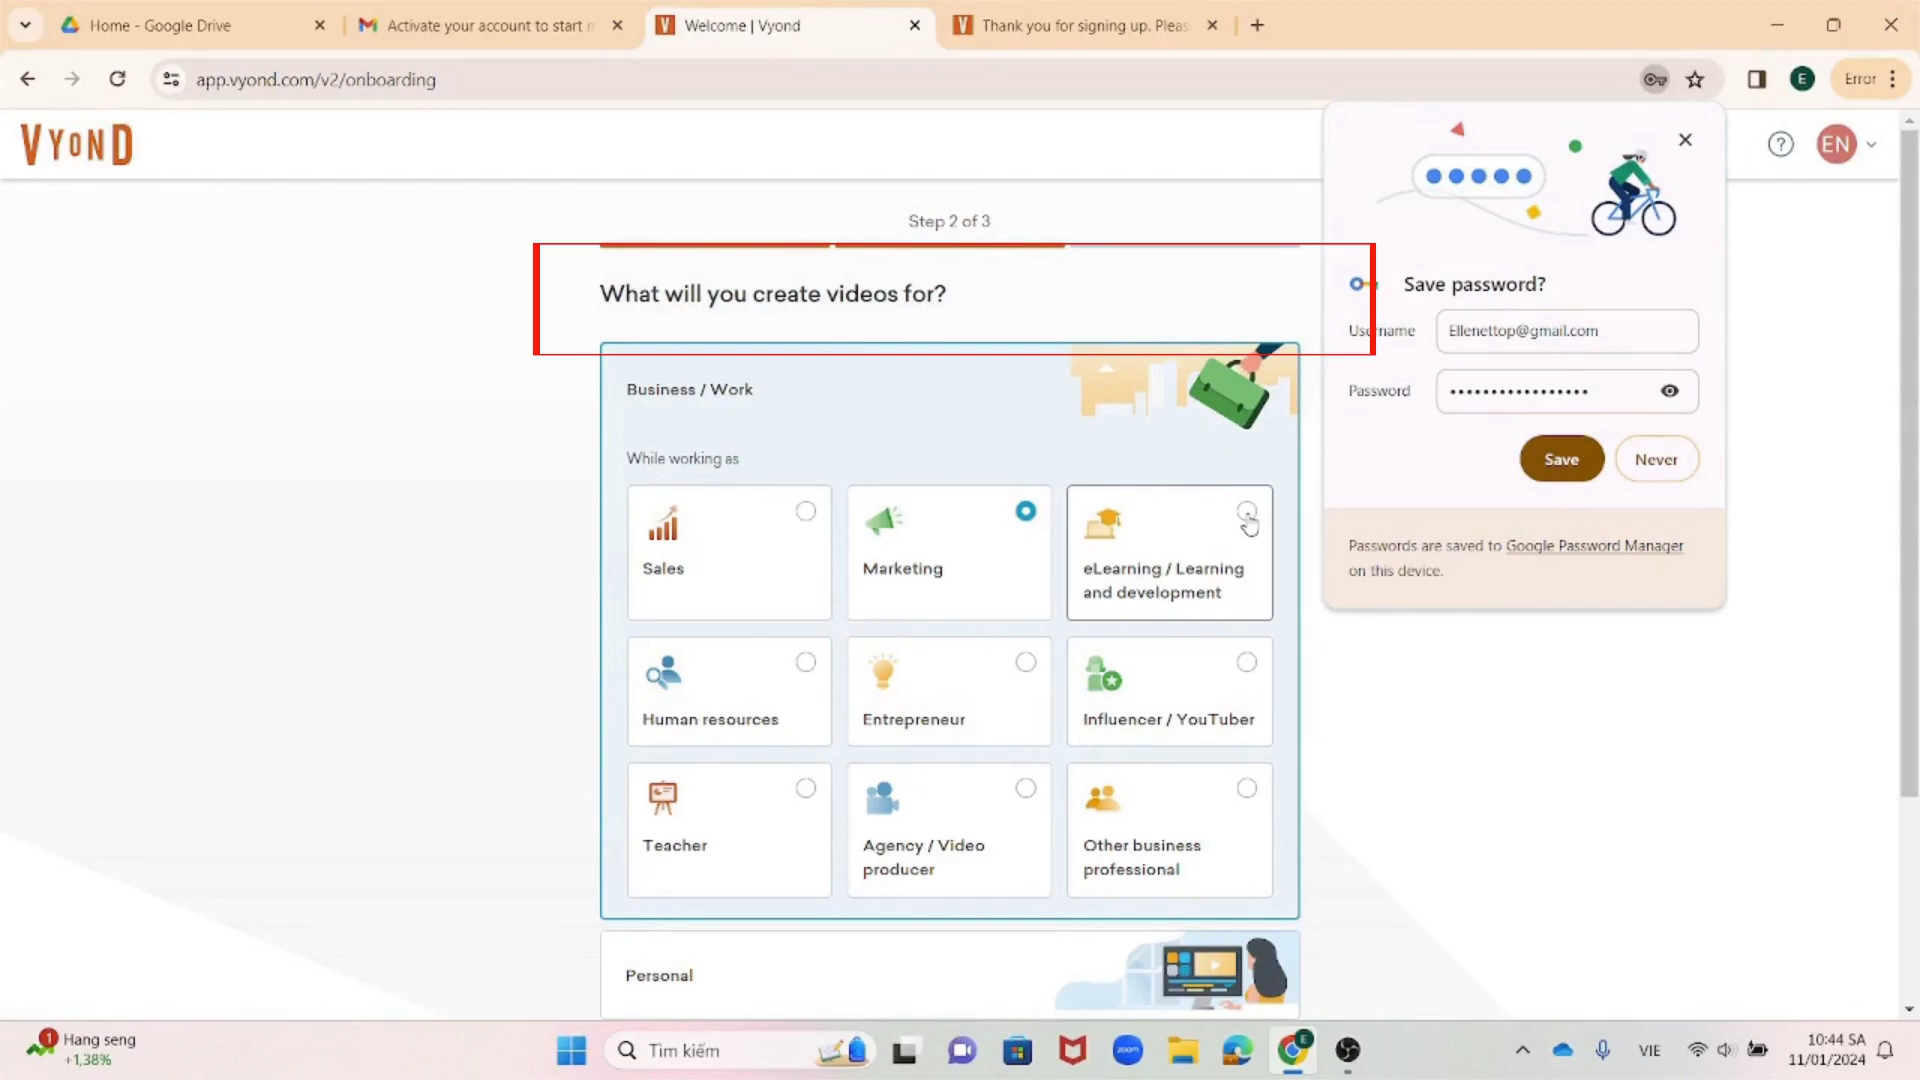 Home - Google Drive
Activate your account to start
Welcome | Vyond
Thank you for signing up. Pleas
app.vyond.com/v2/onboarding
E
Error
VYOND
EN
Step 2 of 3
What will you create videos for?
Save password?
Username
Ellenettop@gmail.com
Password
Save
Never
Passwords are saved to Google Password Manager
on this device.
Business / Work
While working as
Sales
Marketing
eLearning / Learning
and development
Human resources
Entrepreneur
Influencer / YouTuber
Teacher
Agency / Video
producer
Other business
professional
Personal
1
Hang seng
+1,38%
Tìm kiếm
zoom
E
VIE
10:44 SA
11/01/2024